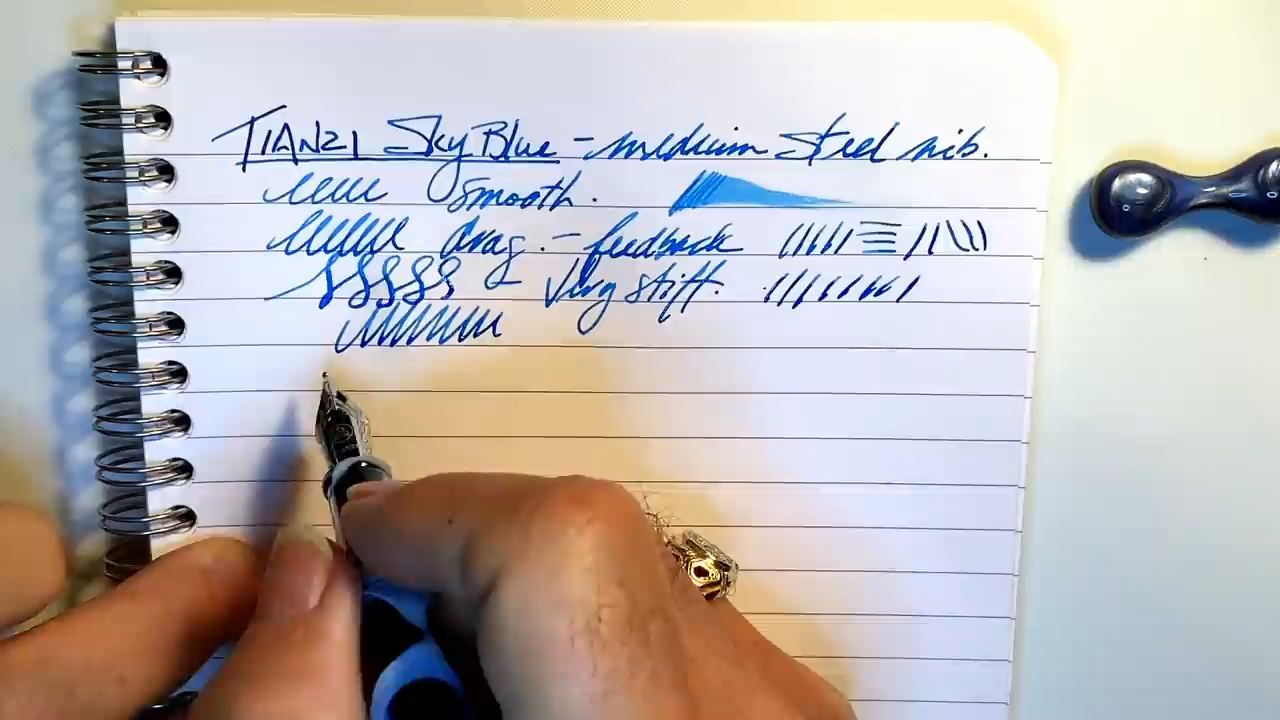 TIANZI Sky Blue - medium steel nib.
smooth.
drag. - feedback
very stiff.